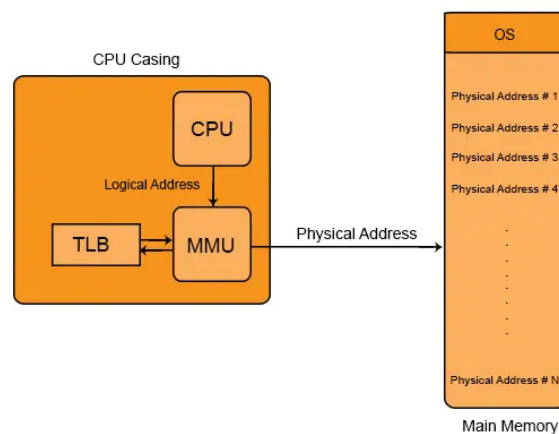 OS
CPU Casing
Physical Address # 1
CPU
Physical Address # 2
Physical Address # 3
Logical Address
Physical Address # 4
TLB
MMU
Physical Address
Physical Address # N
Main Memory